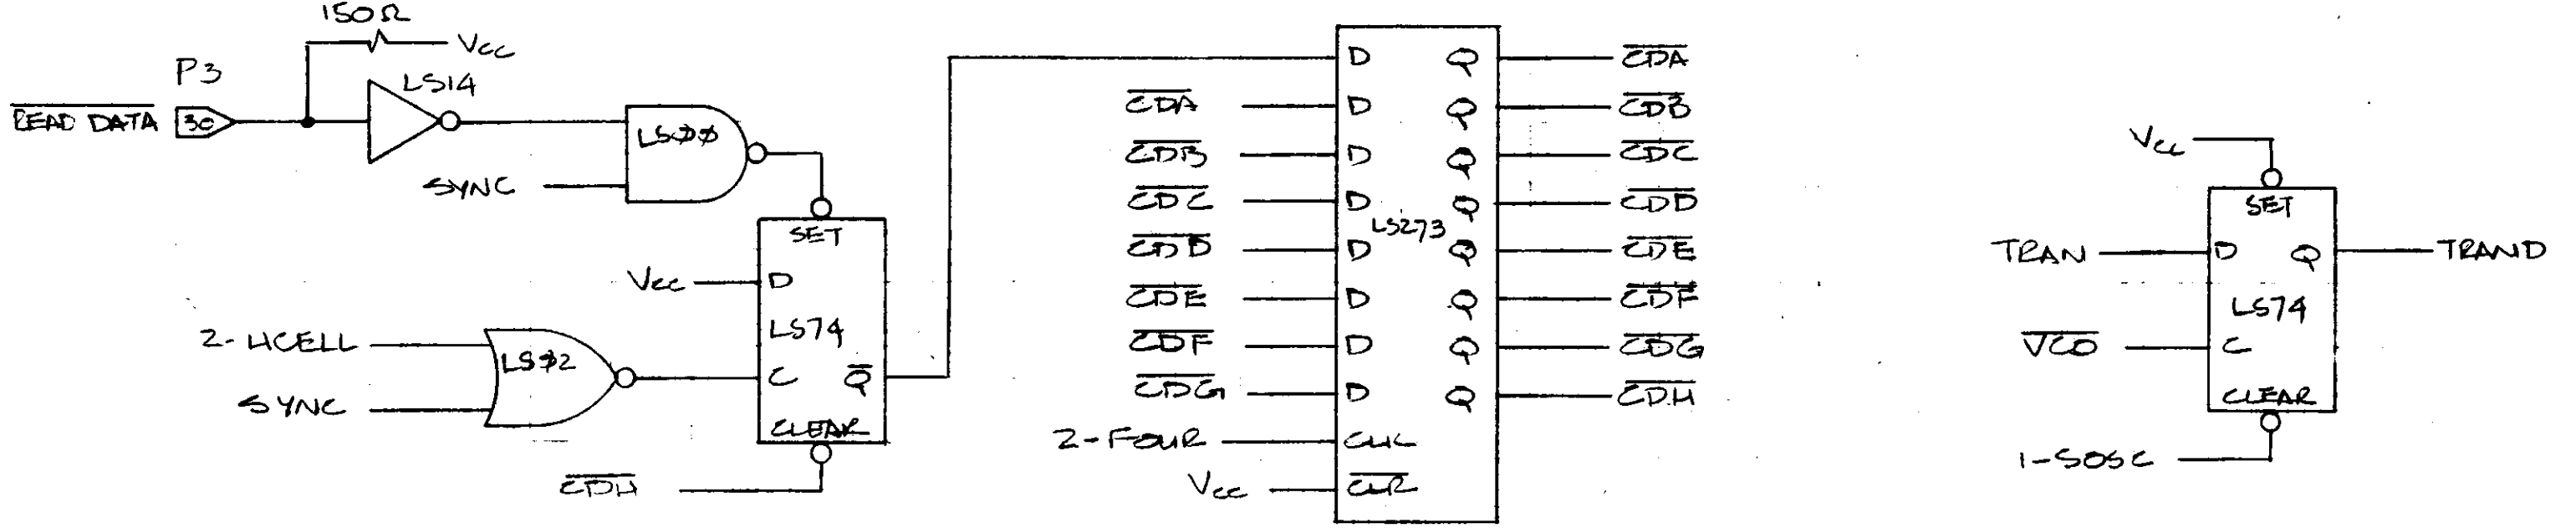 150Ω
VCC
P3
LS14
READ DATA
30
LS00
SYNC
SET
VCC
D
LS74
2-HCELL
LS02
C
Q
SYNC
CLEAR
CDH
D Q CDA
CDA D Q CDB
CDB D Q CDC
CDC D Q CDD
LS273
CDD D Q CDE
CDE D Q CDF
CDF D Q CDG
CDG D Q CDH
2-FOUR CLK
VCC CLR
VCC
SET
TRAN D Q TRAND
LS74
VCO C
CLEAR
1-SOSC